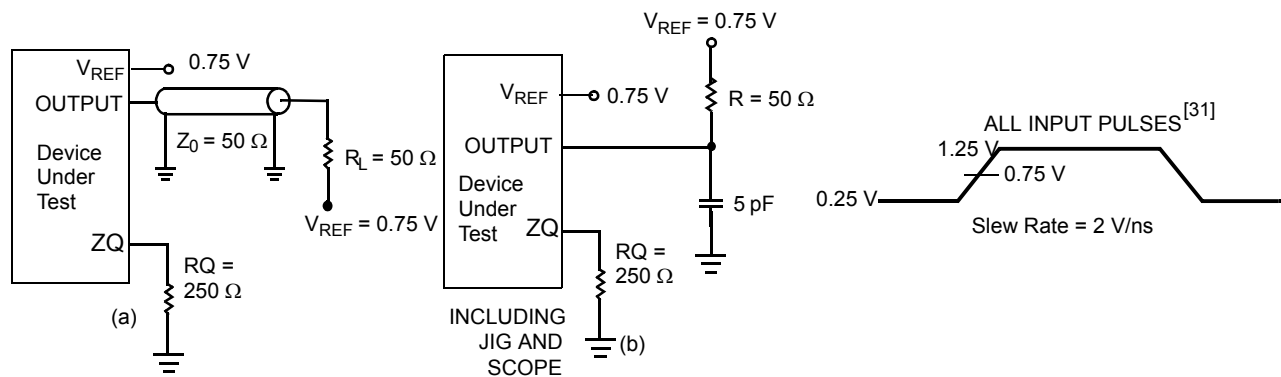 V_REF
0.75 V
OUTPUT
Z₀ = 50 Ω
Device
Under
Test
R_L = 50 Ω
V_REF = 0.75 V
ZQ
RQ =
250 Ω
(a)
V_REF = 0.75 V
R = 50 Ω
V_REF
0.75 V
OUTPUT
Device
Under
Test
5 pF
ZQ
RQ =
250 Ω
INCLUDING
JIG AND
SCOPE
(b)
ALL INPUT PULSES[31]
1.25 V
0.75 V
0.25 V
Slew Rate = 2 V/ns